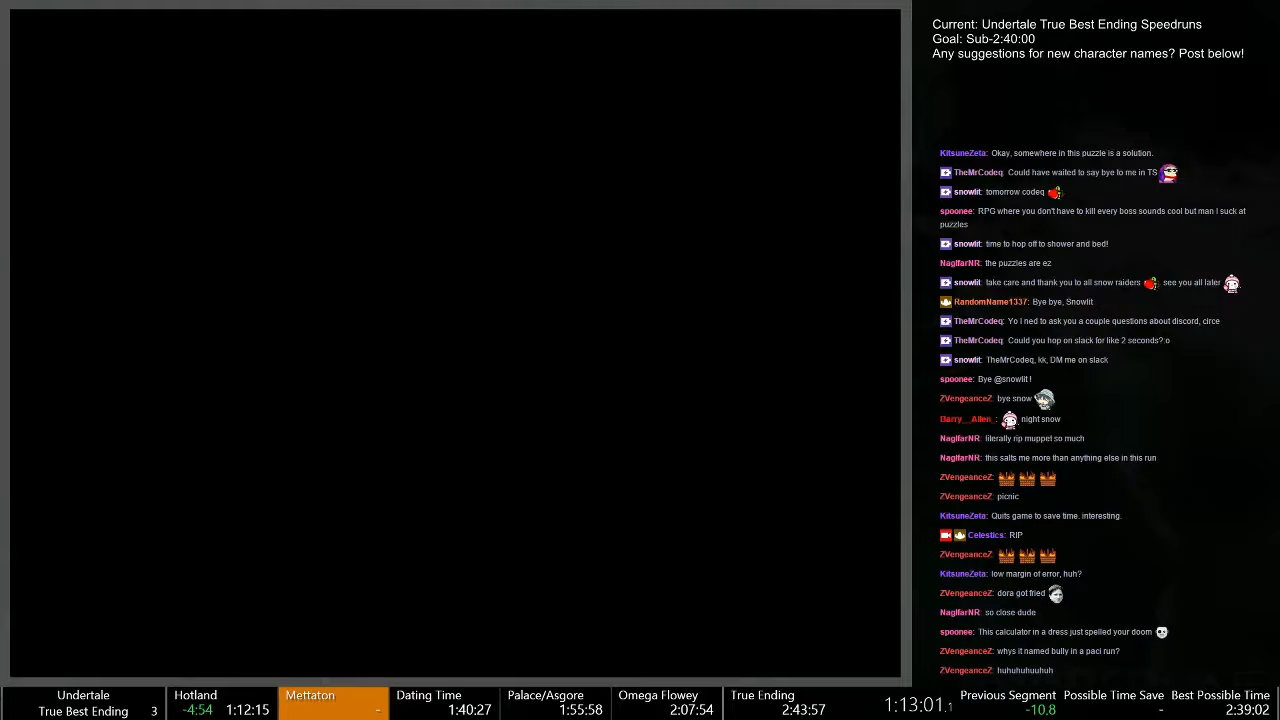 Current: Undertale True Best Ending Speedruns
Goal: Sub-2:40:00
Any suggestions for new character names? Post below!
KitsuneZeta: Okay, somewhere in this puzzle is a solution.
TheMrCodeq: Could have waited to say bye to me in TS
snowlit: tomorrow codeq
spoonee: RPG where you don't have to kill every boss sounds cool but man I suck at
puzzles
snowlit: time to hop off to shower and bed!
NaglfarNR: the puzzles are ez
snowlit: take care and thank you to all snow raiders see you all later
RandomName1337: Bye bye, Snowlit
TheMrCodeq: Yo I ned to ask you a couple questions about discord, circe
TheMrCodeq: Could you hop on slack for like 2 seconds?:o
snowlit: TheMrCodeq, kk, DM me on slack
spoonee: Bye @snowlit !
ZVengeanceZ: bye snow
Barry__Allen_: night snow
NaglfarNR: literally rip muppet so much
NaglfarNR: this salts me more than anything else in this run
ZVengeanceZ:
ZVengeanceZ: picnic
KitsuneZeta: Quits game to save time. interesting.
Celestics: RIP
ZVengeanceZ:
KitsuneZeta: low margin of error, huh?
ZVengeanceZ: dora got fried
NaglfarNR: so close dude
spoonee: This calculator in a dress just spelled your doom
ZVengeanceZ: whys it named bully in a paci run?
ZVengeanceZ: huhuhuhuuhuh
Undertale Hotland Mettaton Dating Time Palace/Asgore Omega Flowey True Ending 1:13:01.1 Previous Segment Possible Time Save Best Possible Time
True Best Ending 3 -4:54 1:12:15 - 1:40:27 1:55:58 2:07:54 2:43:57 -10.8 - 2:39:02